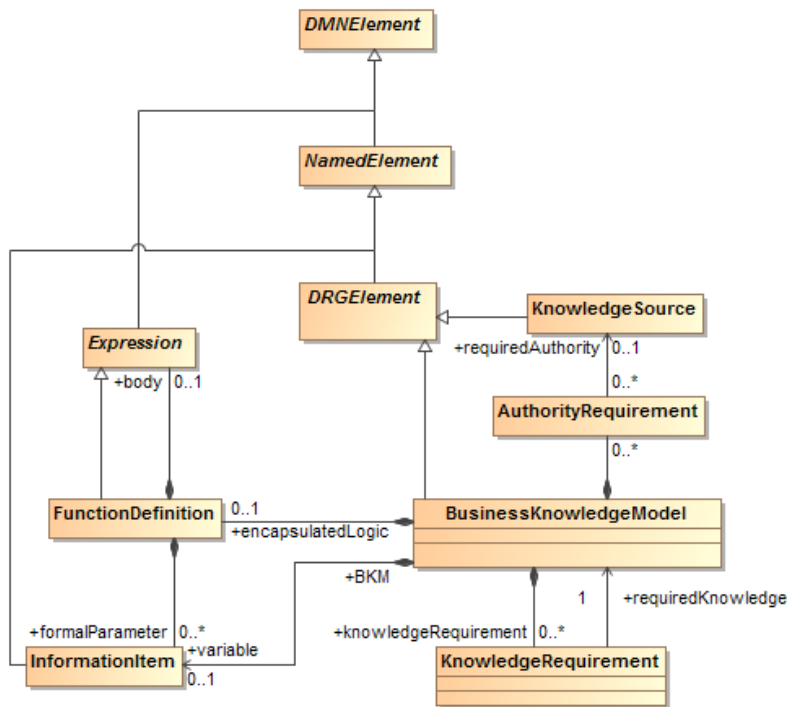 DMNElement
NamedElement
DRGElement
KnowledgeSource
+requiredAuthority 0..1
Expression
+body 0..1
0..*
AuthorityRequirement
0..*
FunctionDefinition
0..1
+encapsulatedLogic
BusinessKnowledgeModel
+BKM
1 +requiredKnowledge
+formalParameter 0..*
+knowledgeRequirement 0..*
+variable
InformationItem
0..1
KnowledgeRequirement